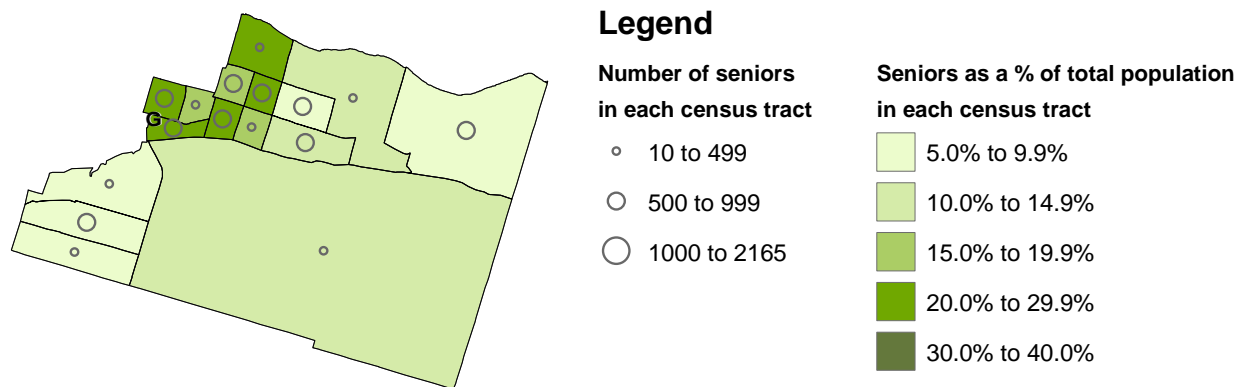 G
Legend
Number of seniors
in each census tract
10 to 499
500 to 999
1000 to 2165
Seniors as a % of total population
in each census tract
5.0% to 9.9%
10.0% to 14.9%
15.0% to 19.9%
20.0% to 29.9%
30.0% to 40.0%